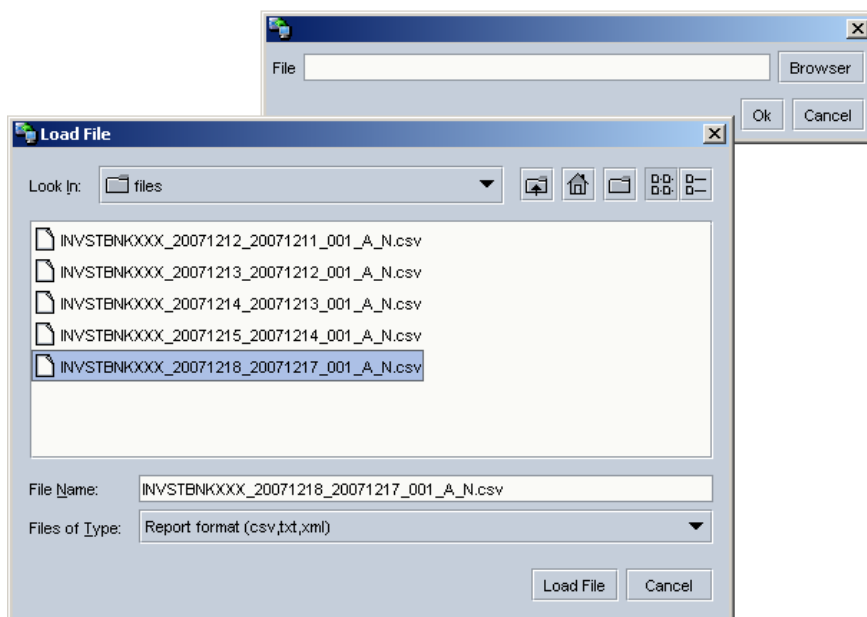 File Browser
Ok Cancel
Load File
Look In: files
INVSTBNKXXX_20071212_20071211_001_A_N.csv
INVSTBNKXXX_20071213_20071212_001_A_N.csv
INVSTBNKXXX_20071214_20071213_001_A_N.csv
INVSTBNKXXX_20071215_20071214_001_A_N.csv
INVSTBNKXXX_20071218_20071217_001_A_N.csv
File Name: INVSTBNKXXX_20071218_20071217_001_A_N.csv
Files of Type: Report format (csv,txt,xml)
Load File Cancel